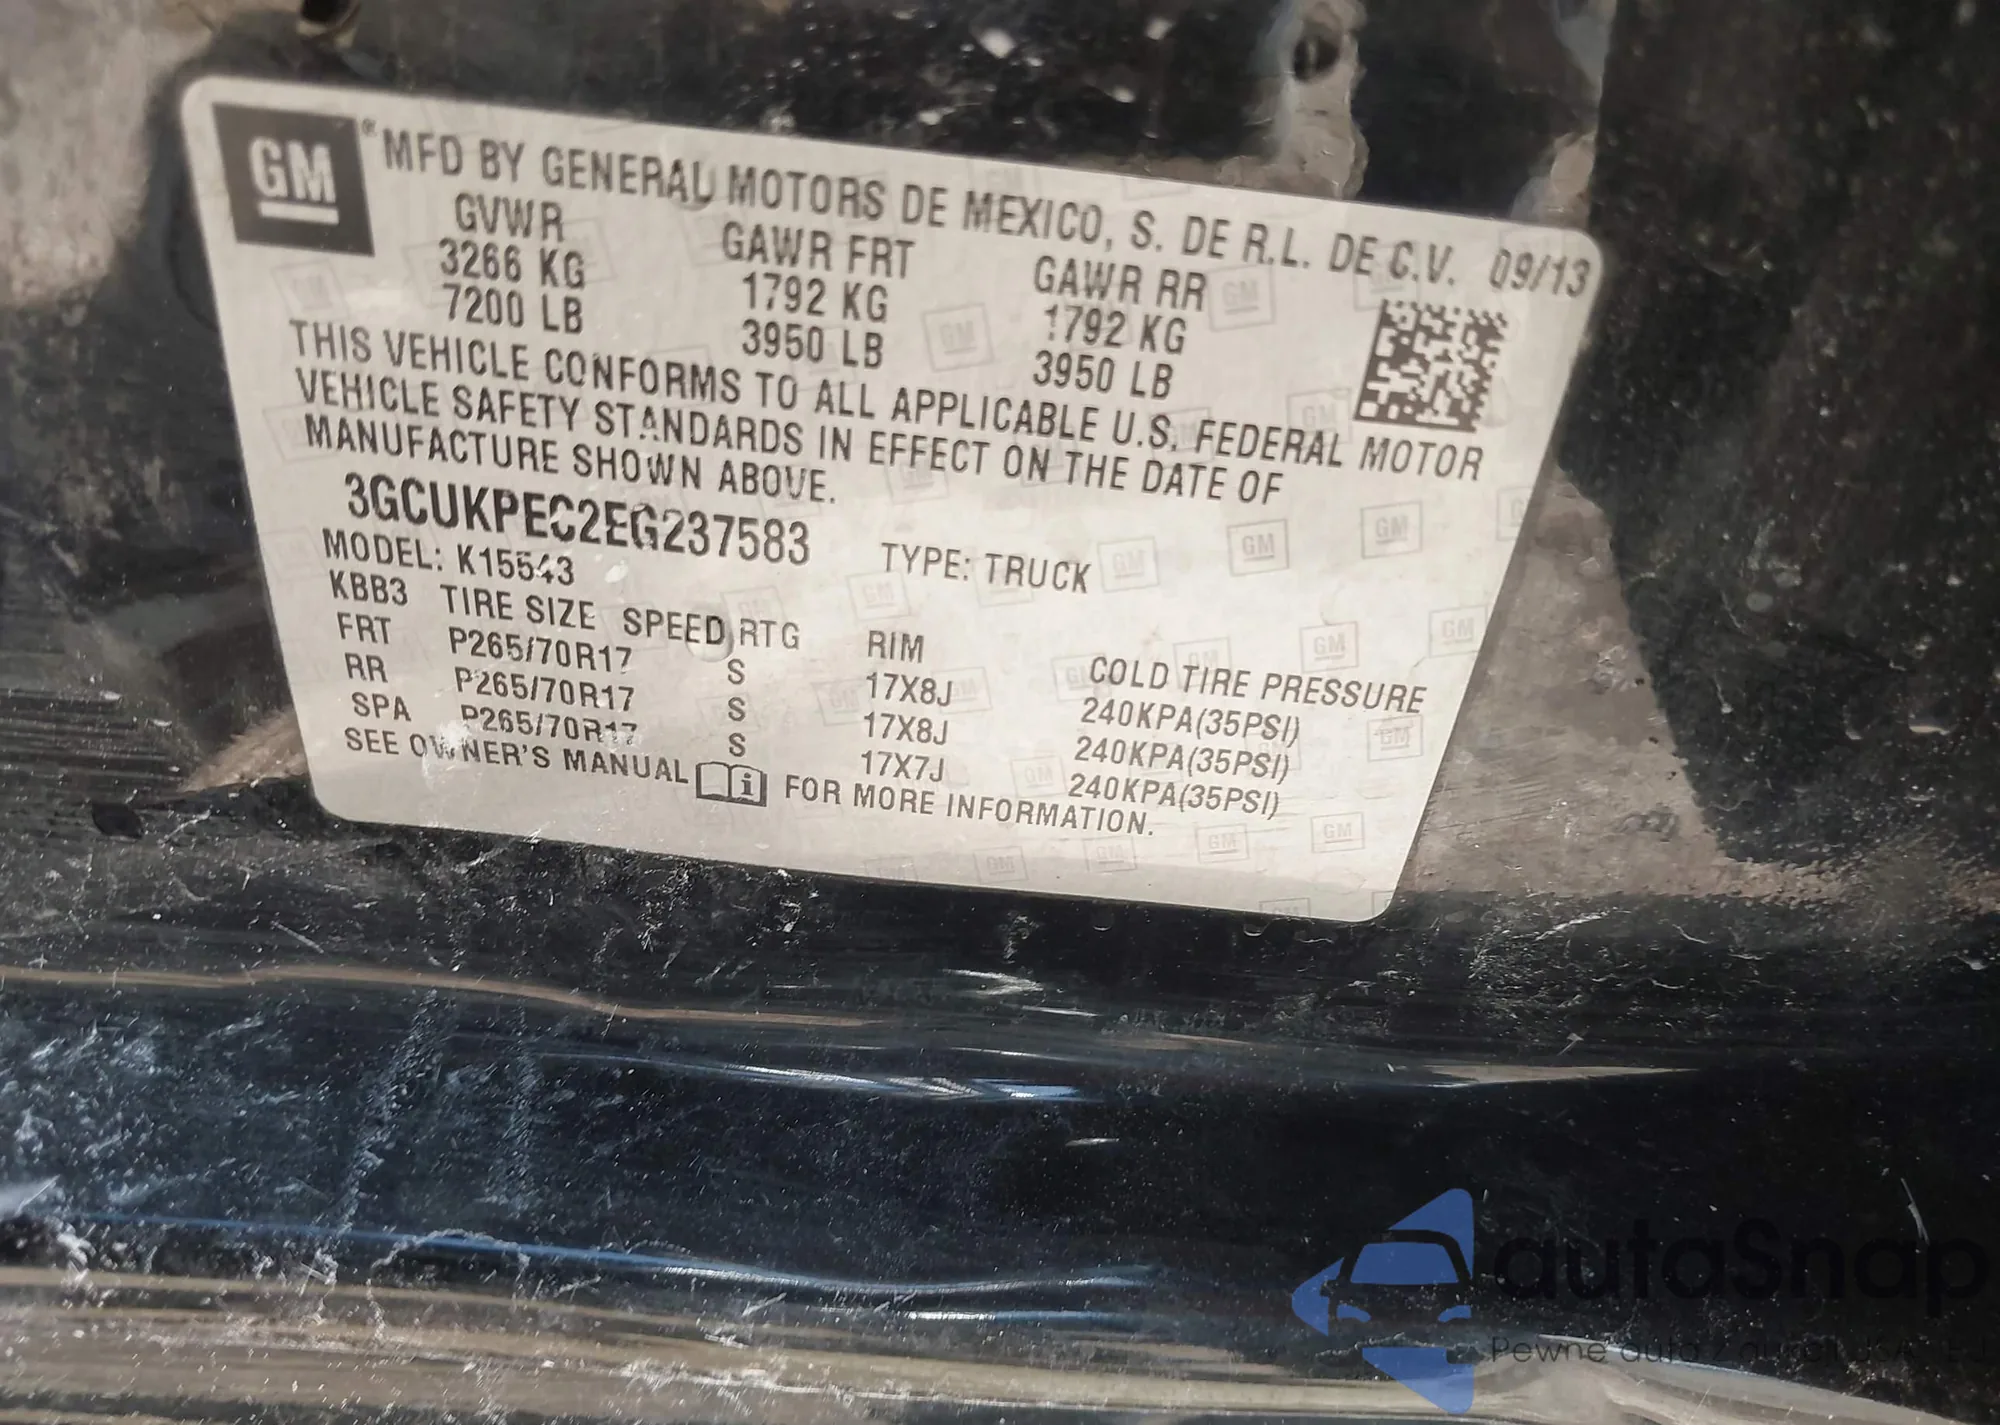 GM ® MFD BY GENERAL MOTORS DE MEXICO, S. DE R.L. DE C.V. 09/13
GVWR GAWR FRT GAWR RR
3266 KG 1792 KG 1792 KG
7200 LB 3950 LB 3950 LB
THIS VEHICLE CONFORMS TO ALL APPLICABLE U.S. FEDERAL MOTOR
VEHICLE SAFETY STANDARDS IN EFFECT ON THE DATE OF
MANUFACTURE SHOWN ABOVE.
3GCUKPEC2EG237583 TYPE: TRUCK
MODEL: K15543
KBB3 TIRE SIZE SPEED RTG RIM COLD TIRE PRESSURE
FRT P265/70R17 S 17X8J 240KPA(35PSI)
RR P265/70R17 S 17X8J 240KPA(35PSI)
SPA P265/70R17 S 17X7J 240KPA(35PSI)
SEE OWNER'S MANUAL i FOR MORE INFORMATION.
autaSnap
Pewne auta z